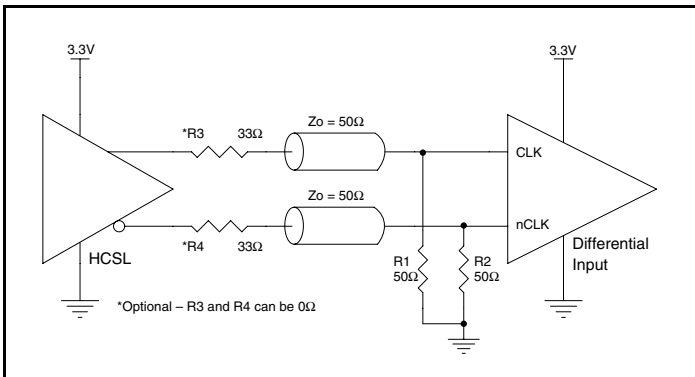 3.3V
3.3V
*R3 33Ω
Zo = 50Ω
CLK
*R4 33Ω
Zo = 50Ω
nCLK
HCSL
R1
50Ω
R2
50Ω
Differential
Input
*Optional – R3 and R4 can be 0Ω